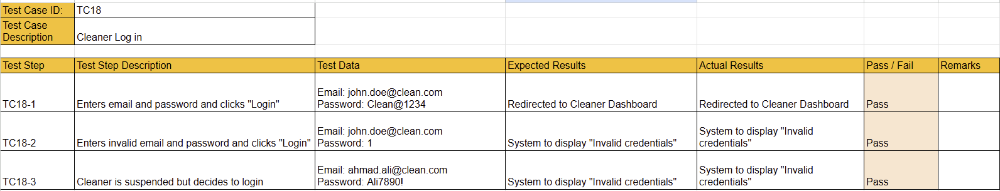 Test Case ID: TC18
Test Case
Description Cleaner Log in
Test Step Test Step Description Test Data Expected Results Actual Results Pass / Fail Remarks
Email: john.doe@clean.com
TC18-1 Enters email and password and clicks "Login" Password: Clean@1234 Redirected to Cleaner Dashboard Redirected to Cleaner Dashboard Pass
Email: john.doe@clean.com System to display "Invalid
TC18-2 Enters invalid email and password and clicks "Login" Password: 1 System to display "Invalid credentials" credentials" Pass
Email: ahmad.ali@clean.com System to display "Invalid
TC18-3 Cleaner is suspended but decides to login Password: Ali7890! System to display "Invalid credentials" credentials" Pass